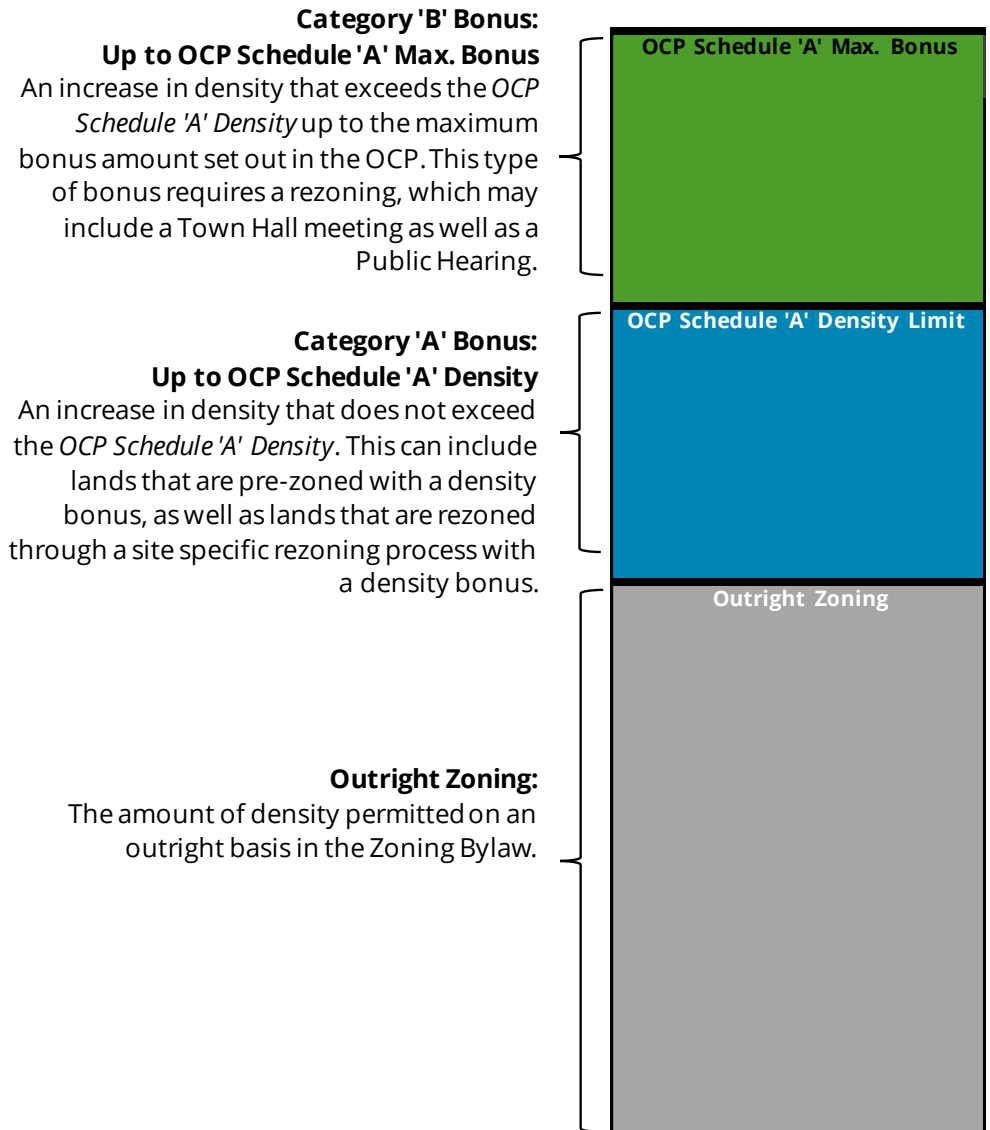 Category 'B' Bonus:
Up to OCP Schedule 'A' Max. Bonus
An increase in density that exceeds the OCP
Schedule 'A' Density up to the maximum
bonus amount set out in the OCP. This type
of bonus requires a rezoning, which may
include a Town Hall meeting as well as a
Public Hearing.
OCP Schedule 'A' Max. Bonus
Category 'A' Bonus:
Up to OCP Schedule 'A' Density
An increase in density that does not exceed
the OCP Schedule 'A' Density. This can include
lands that are pre-zoned with a density
bonus, as well as lands that are rezoned
through a site specific rezoning process with
a density bonus.
OCP Schedule 'A' Density Limit
Outright Zoning:
The amount of density permitted on an
outright basis in the Zoning Bylaw.
Outright Zoning